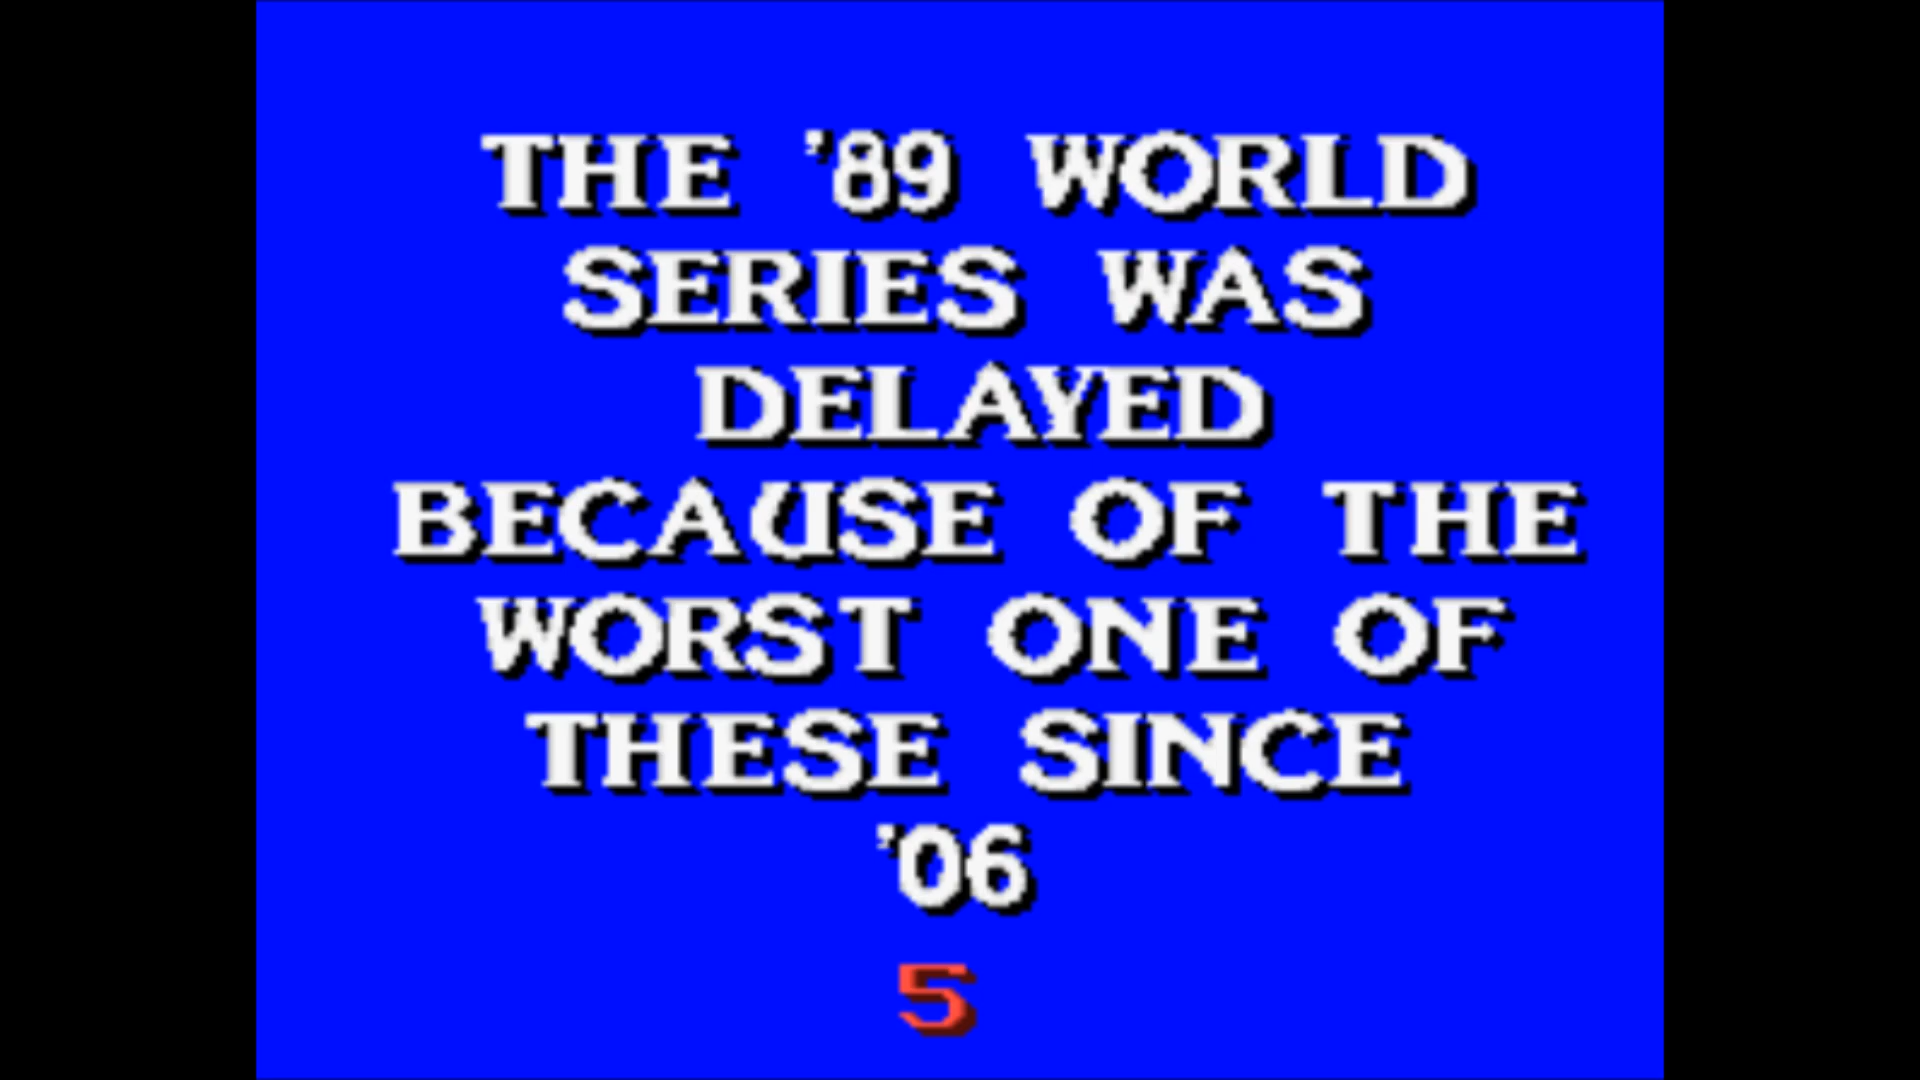 THE '89 WORLD
SERIES WAS
DELAYED
BECAUSE OF THE
WORST ONE OF
THESE SINCE
'06
5